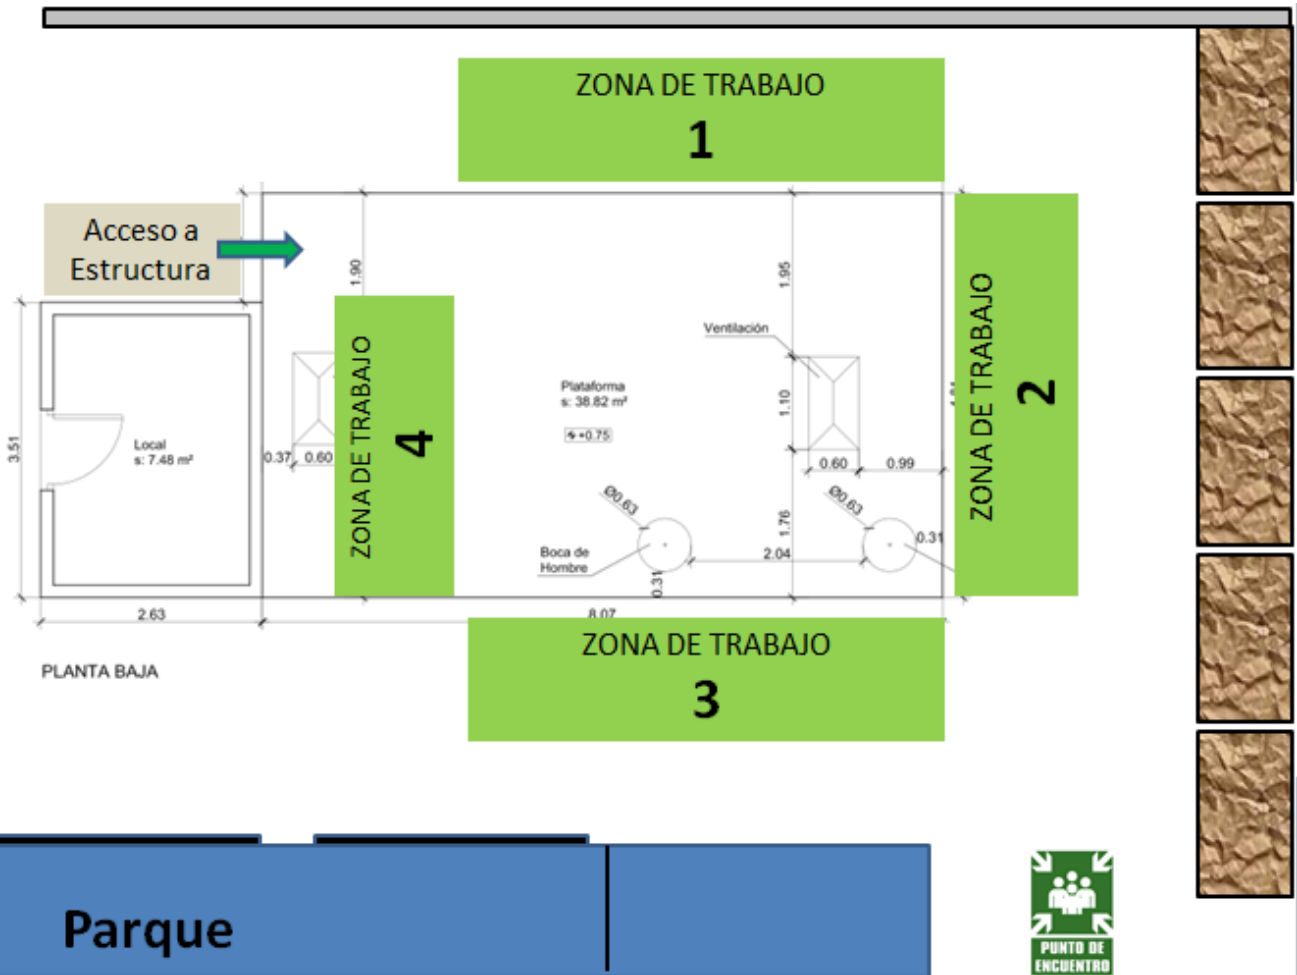 ZONA DE TRABAJO
1
Acceso a
Estructura
1.90
1.95
Ventilación
ZONA DE TRABAJO
2
ZONA DE TRABAJO
4
Plataforma
s: 38.82 m²
+0.75
1.10
3.51
Local
s: 7.48 m²
0.37
0.60
0.60
0.99
Ø0.63
Ø0.63
1.76
0.31
Boca de
Hombre
2.04
0.31
2.63
8.07
ZONA DE TRABAJO
3
PLANTA BAJA
Parque
PUNTO DE
ENCUENTRO